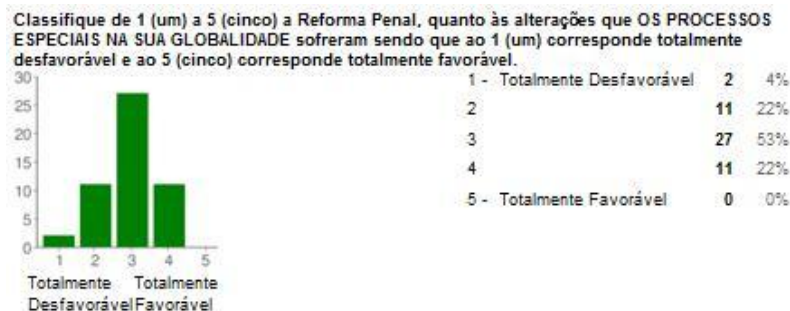 Classifique de 1 (um) a 5 (cinco) a Reforma Penal, quanto às alterações que OS PROCESSOS
ESPECIAIS NA SUA GLOBALIDADE sofreram sendo que ao 1 (um) corresponde totalmente
desfavorável e ao 5 (cinco) corresponde totalmente favorável.
30
25
20
15
10
5
0
1 2 3 4 5
Totalmente Totalmente
Desfavorável Favorável
1 - Totalmente Desfavorável 2 4%
2 11 22%
3 27 53%
4 11 22%
5 - Totalmente Favorável 0 0%